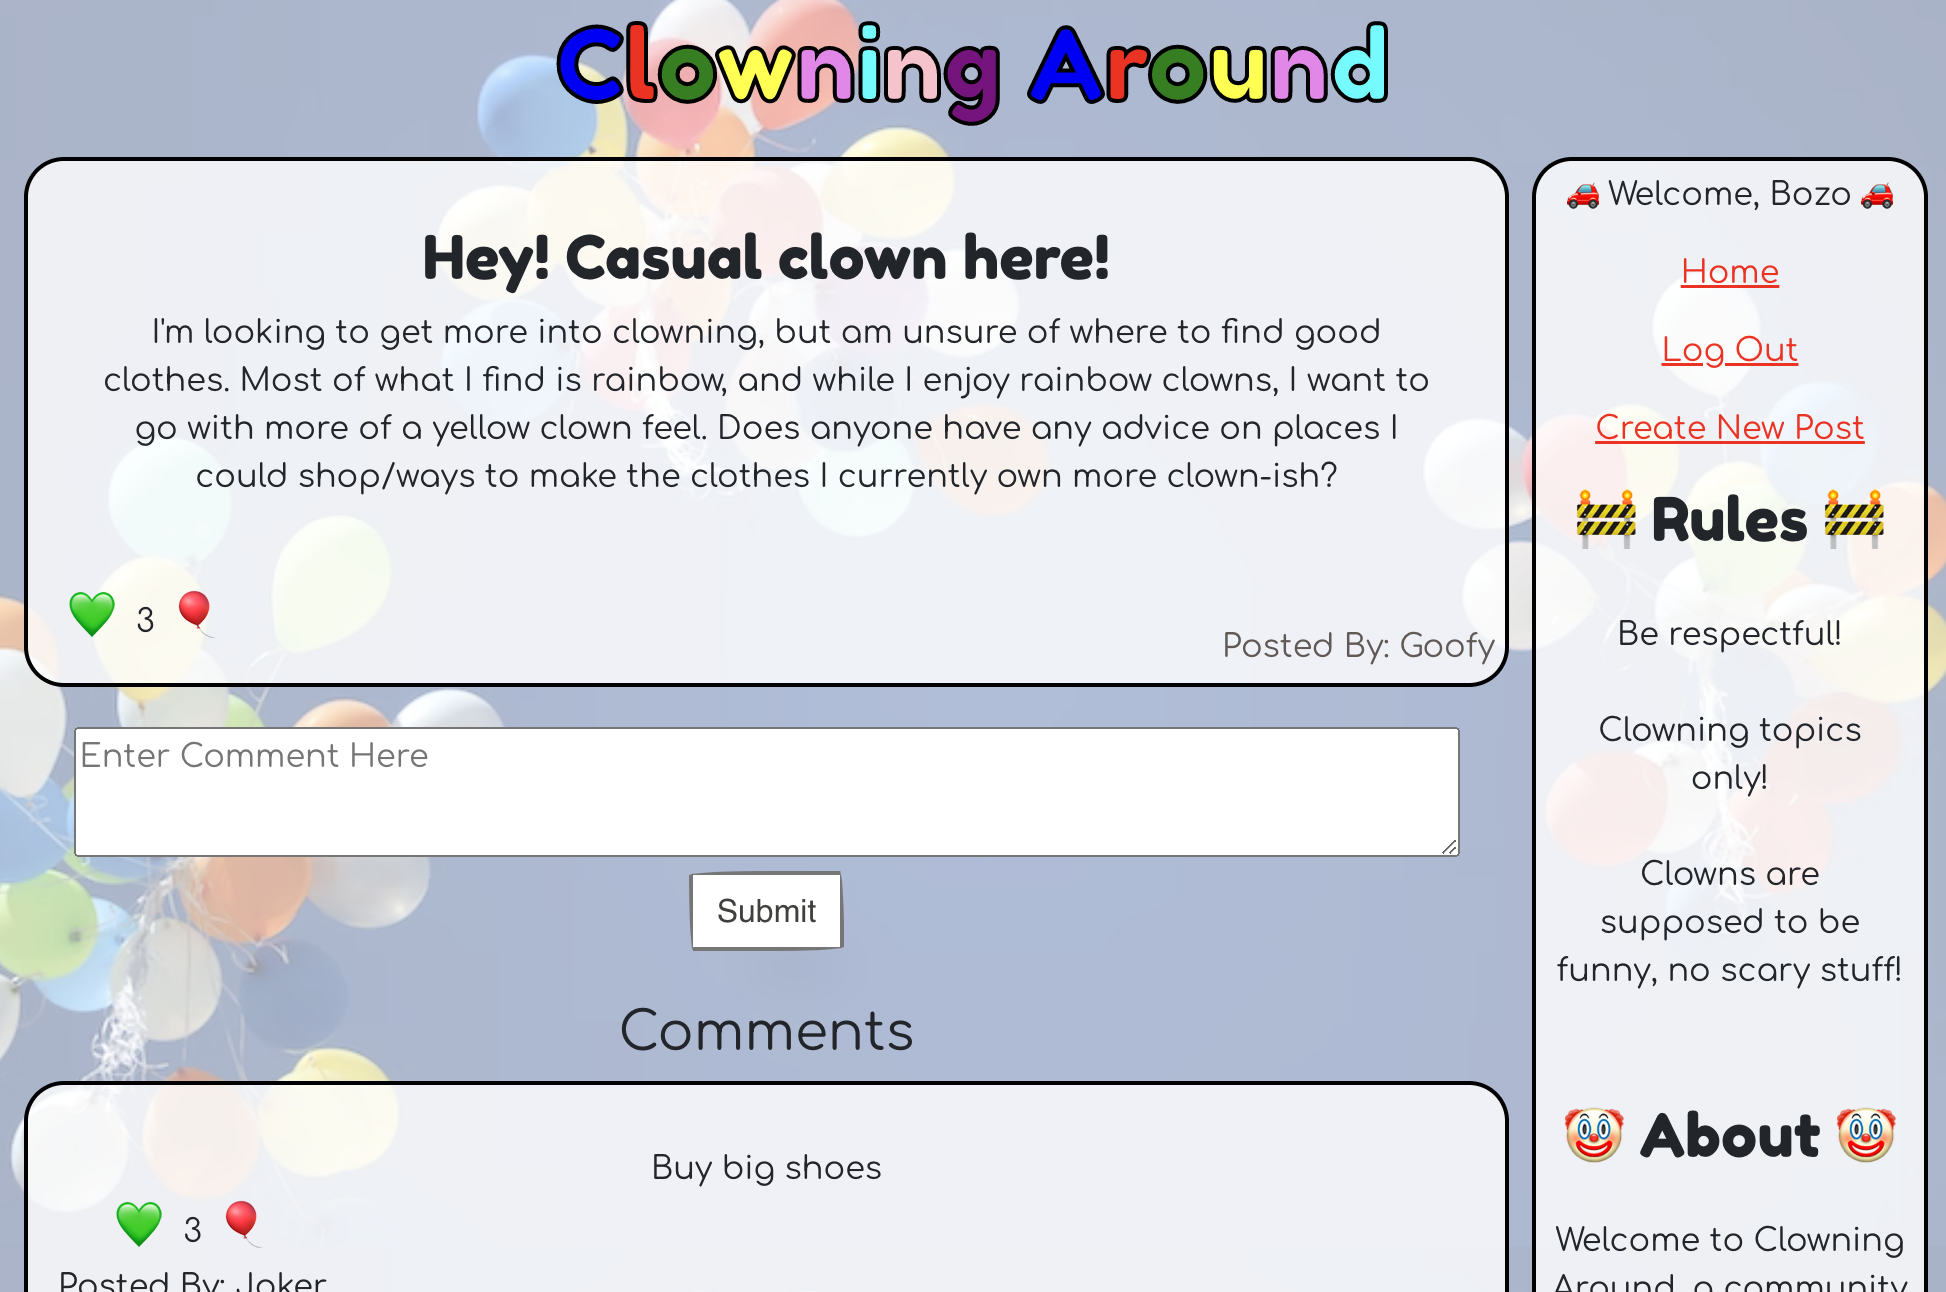 Clowning Around
Hey! Casual clown here!
I'm looking to get more into clowning, but am unsure of where to find good
clothes. Most of what I find is rainbow, and while I enjoy rainbow clowns, I want to
go with more of a yellow clown feel. Does anyone have any advice on places I
could shop/ways to make the clothes I currently own more clown-ish?
3
Posted By: Goofy
Enter Comment Here
Submit
Comments
Buy big shoes
3
Posted By: Joker
Welcome, Bozo
Home
Log Out
Create New Post
Rules
Be respectful!
Clowning topics
only!
Clowns are
supposed to be
funny, no scary stuff!
About
Welcome to Clowning
Around, a community